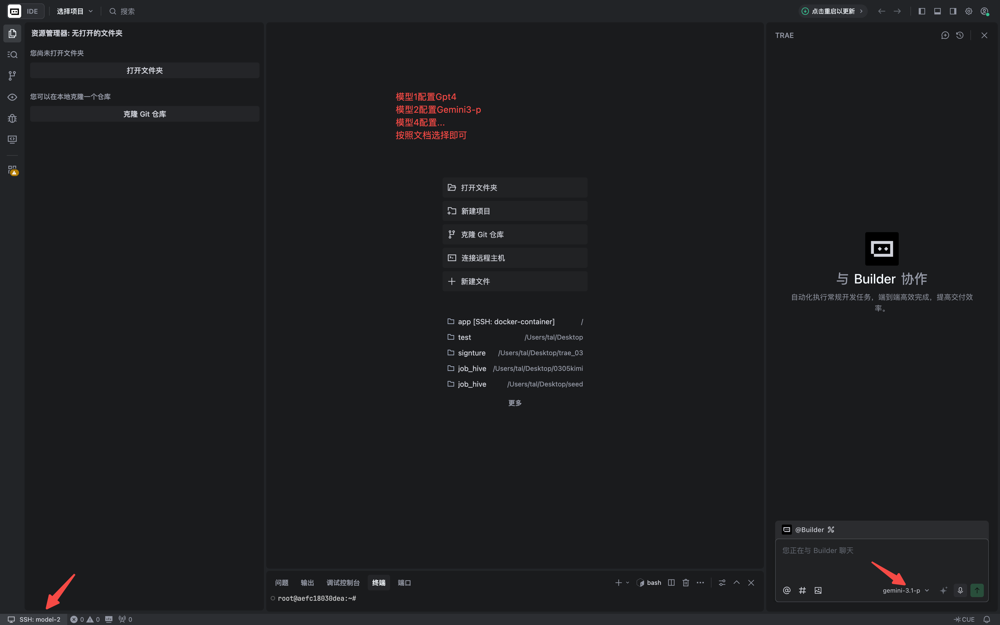 IDE
选择项目
搜索
点击重启以更新
资源管理器: 无打开的文件夹
您尚未打开文件夹
打开文件夹
您可以在本地克隆一个仓库
克隆 Git 仓库
模型1配置Gpt4
模型2配置Gemini3-p
模型4配置...
按照文档选择即可
打开文件夹
新建项目
克隆 Git 仓库
连接远程主机
新建文件
app [SSH: docker-container] /
test /Users/tal/Desktop
signture /Users/tal/Desktop/trae_03
job_hive /Users/tal/Desktop/0305kimi
job_hive /Users/tal/Desktop/seed
更多
问题 输出 调试控制台 终端 端口
bash
root@aefc18030dea:~#
TRAE
与 Builder 协作
自动化执行常规开发任务，端到端高效完成，提高交付效
率。
@Builder
您正在与 Builder 聊天
gemini-3.1-p
SSH: model-2
0
0
0
CUE